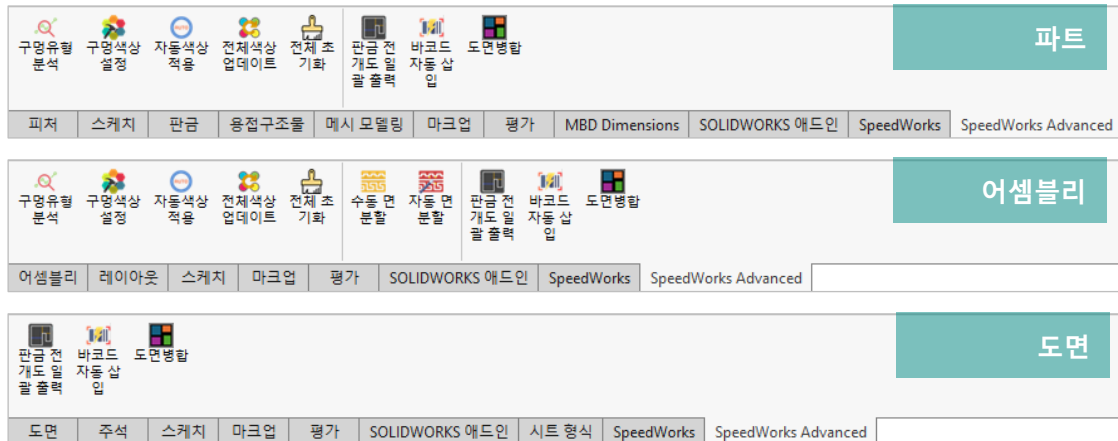 구멍유형 구멍색상 자동색상 전체색상 전체 초 판금 전 바코드 도면병합
분석 설정 적용 업데이트 기화 개도 일 자동 삽
괄 출력 입
AUTO
파트
피처 스케치 판금 용접구조물 메시 모델링 마크업 평가 MBD Dimensions SOLIDWORKS 애드인 SpeedWorks SpeedWorks Advanced
구멍유형 구멍색상 자동색상 전체색상 전체 초 수동 면 자동 면 판금 전 바코드 도면병합
분석 설정 적용 업데이트 기화 분할 분할 개도 일 자동 삽
괄 출력 입
AUTO
어셈블리
어셈블리 레이아웃 스케치 마크업 평가 SOLIDWORKS 애드인 SpeedWorks SpeedWorks Advanced
판금 전 바코드 도면병합
개도 일 자동 삽
괄 출력 입
도면
도면 주석 스케치 마크업 평가 SOLIDWORKS 애드인 시트 형식 SpeedWorks SpeedWorks Advanced